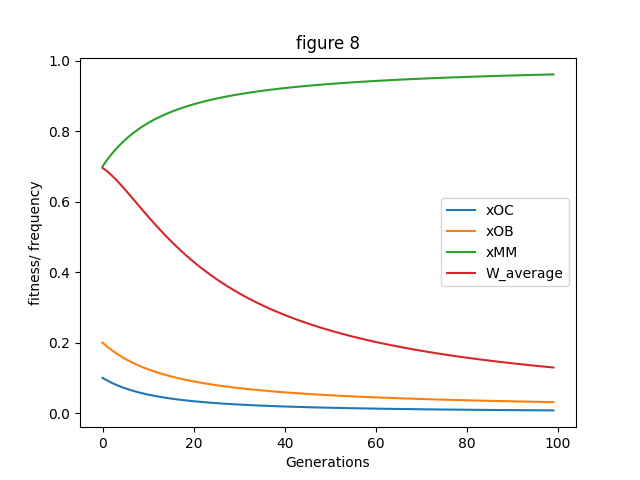 figure 8
fitness/ frequency
1.0
0.8
0.6
0.4
0.2
0.0
xOC
xOB
xMM
W_average
0 20 40 60 80 100
Generations